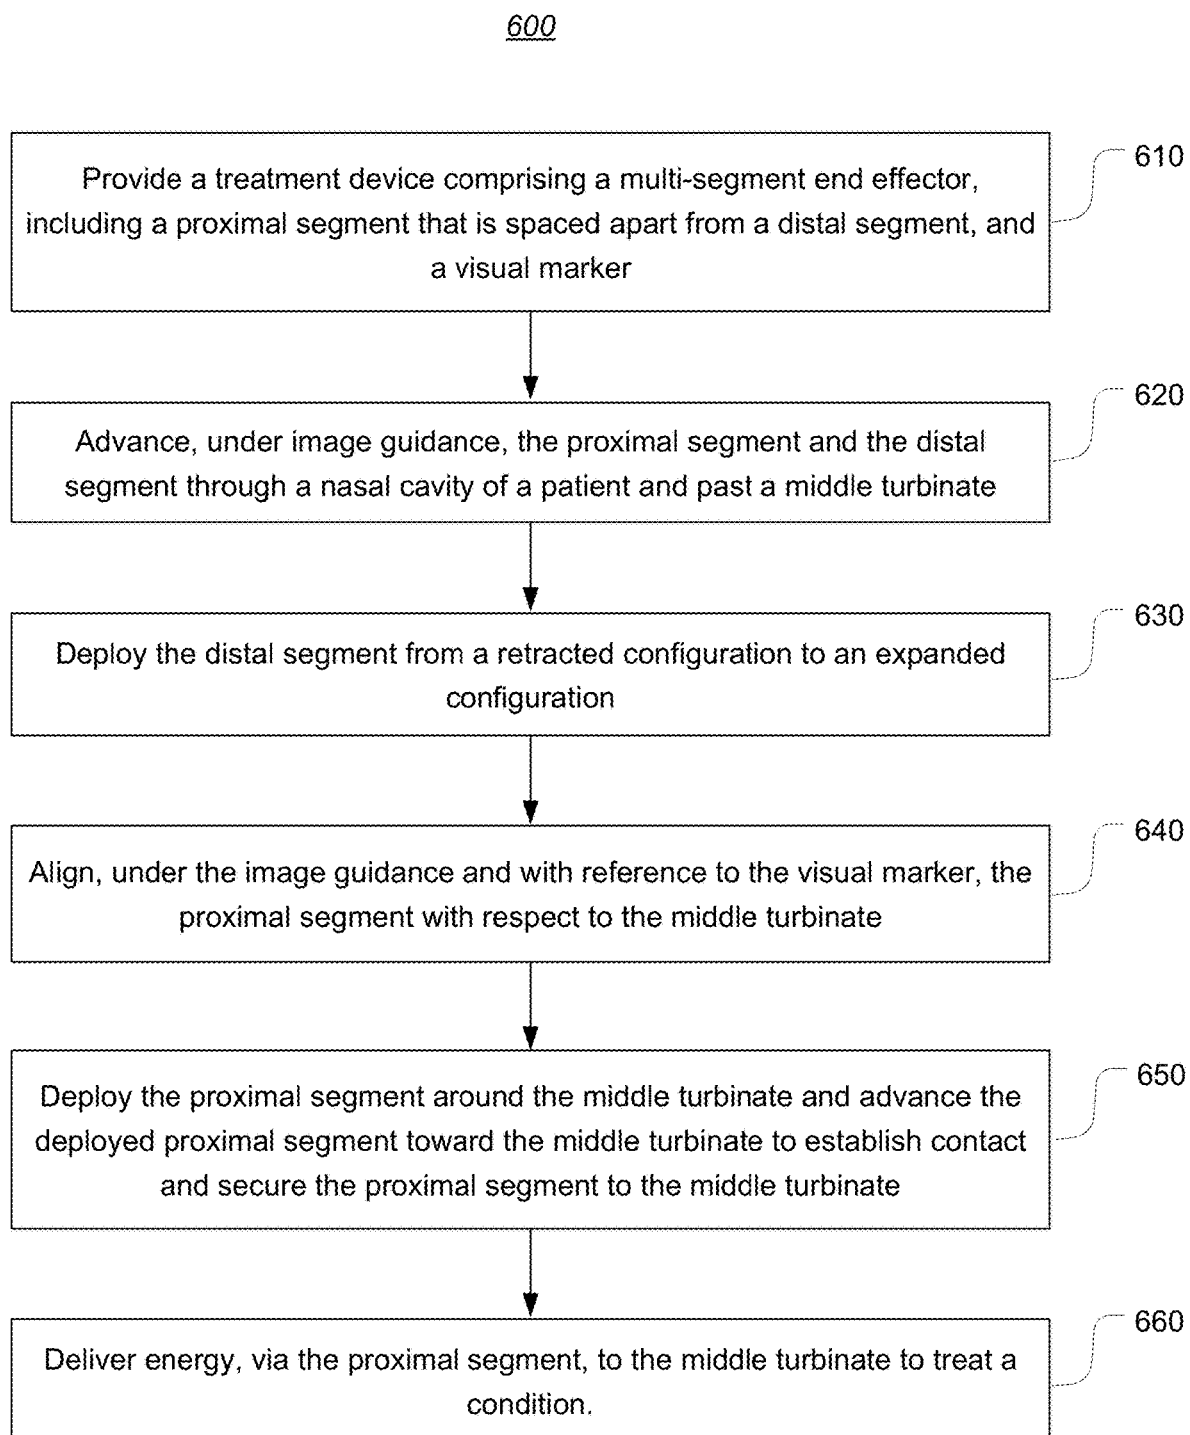 600
Provide a treatment device comprising a multi-segment end effector,
including a proximal segment that is spaced apart from a distal segment, and
a visual marker
610
Advance, under image guidance, the proximal segment and the distal
segment through a nasal cavity of a patient and past a middle turbinate
620
Deploy the distal segment from a retracted configuration to an expanded
configuration
630
Align, under the image guidance and with reference to the visual marker, the
proximal segment with respect to the middle turbinate
640
Deploy the proximal segment around the middle turbinate and advance the
deployed proximal segment toward the middle turbinate to establish contact
and secure the proximal segment to the middle turbinate
650
Deliver energy, via the proximal segment, to the middle turbinate to treat a
condition.
660